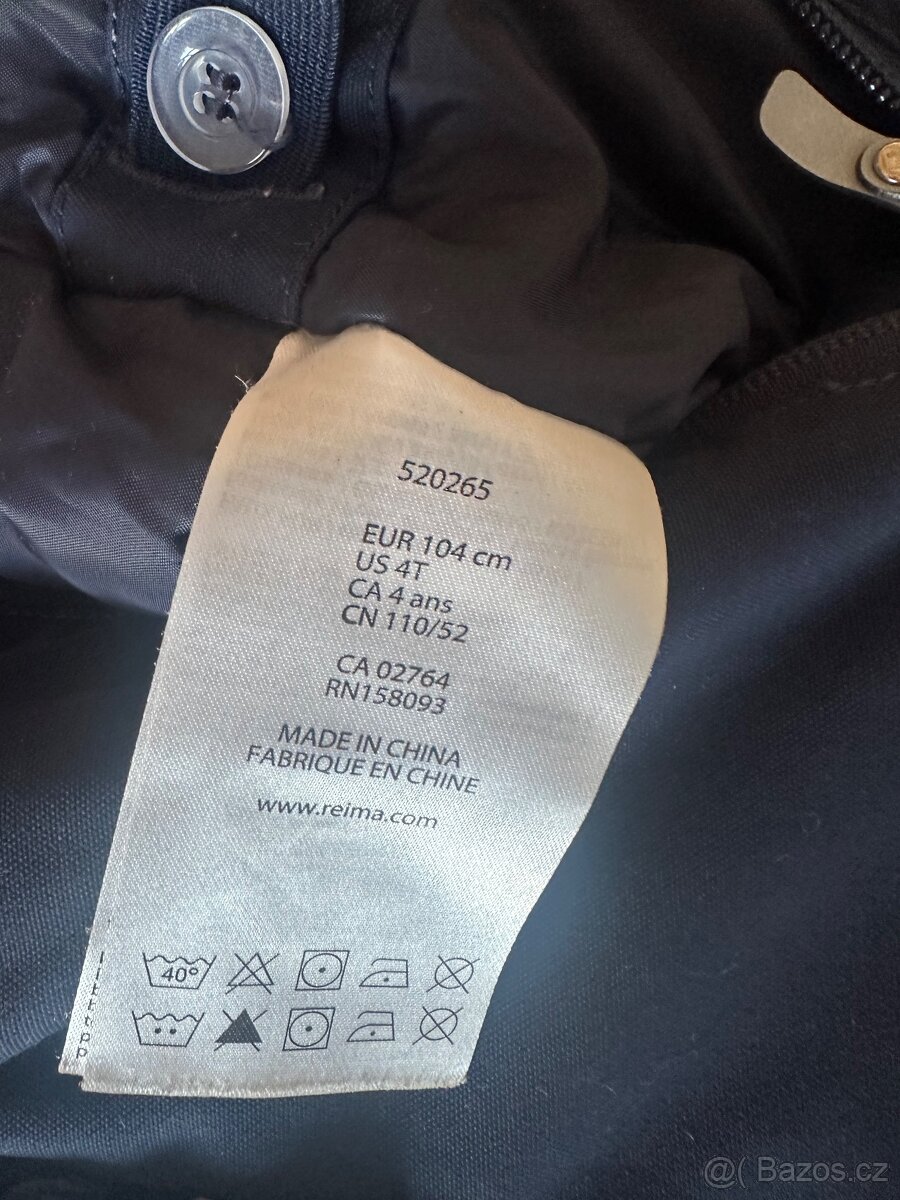 520265
EUR 104 cm
US 4T
CA 4 ans
CN 110/52
CA 02764
RN158093
MADE IN CHINA
FABRIQUE EN CHINE
www.reima.com
40°
@( Bazos.cz